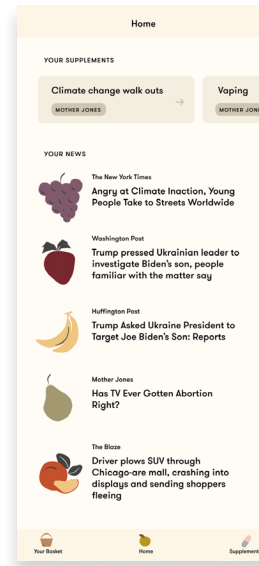 Home
YOUR SUPPLEMENTS
Climate change walk outs
MOTHER JONES
Vaping
MOTHER JON
YOUR NEWS
The New York Times
Angry at Climate Inaction, Young
People Take to Streets Worldwide
Washington Post
Trump pressed Ukrainian leader to
investigate Biden's son, people
familiar with the matter say
Huffington Post
Trump Asked Ukraine President to
Target Joe Biden's Son: Reports
Mother Jones
Has TV Ever Gotten Abortion
Right?
The Blaze
Driver plows SUV through
Chicago-are mall, crashing into
displays and sending shoppers
fleeing
Your Basket
Home
Supplement